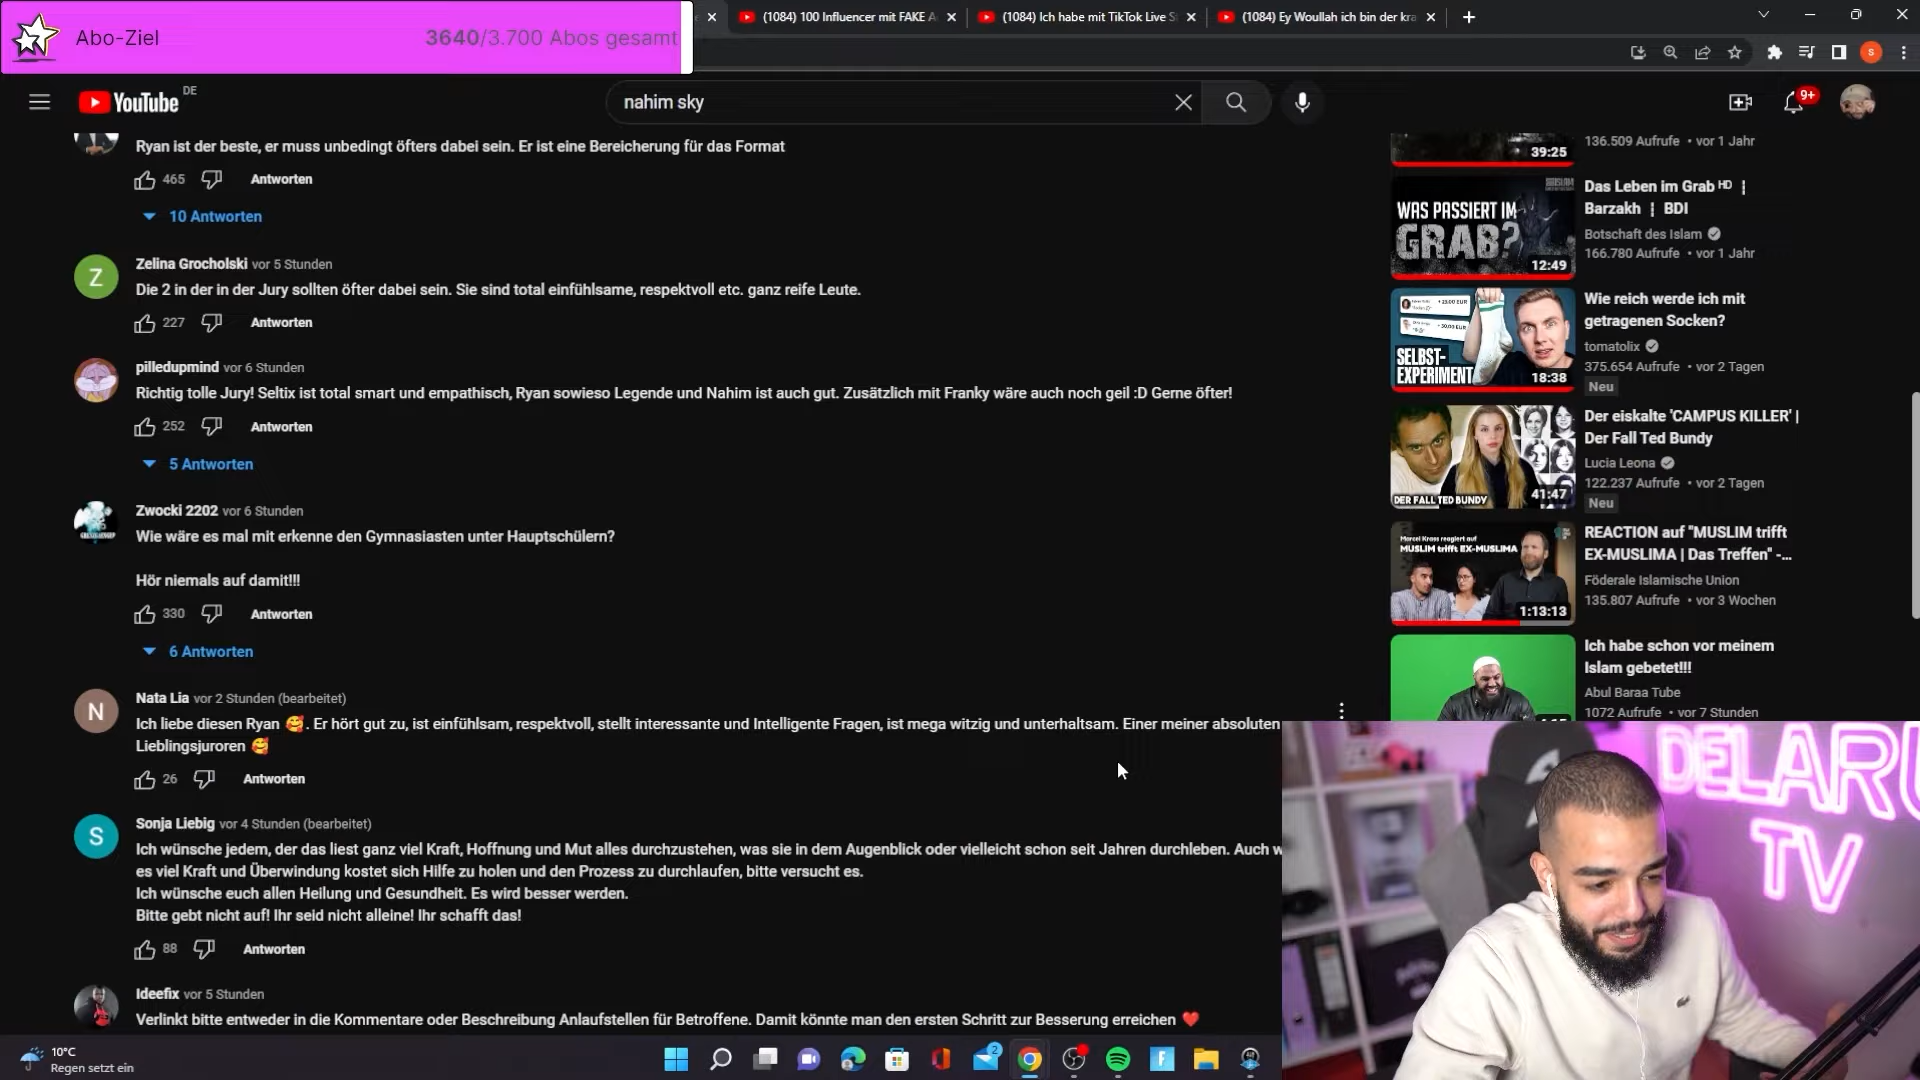 Abo-Ziel
3640/3.700 Abos gesamt
(1084) 100 Influencer mit FAKE
(1084) Ich habe mit TikTok Live
(1084) Ey Woullah ich bin der kra
S
YouTube DE
nahim sky
9+
Ryan ist der beste, er muss unbedingt öfters dabei sein. Er ist eine Bereicherung für das Format
465 Antworten
10 Antworten
Z
Zelina Grocholski vor 5 Stunden
Die 2 in der in der Jury sollten öfter dabei sein. Sie sind total einfühlsame, respektvoll etc. ganz reife Leute.
227 Antworten
pilledupmind vor 6 Stunden
Richtig tolle Jury! Seltix ist total smart und empathisch, Ryan sowieso Legende und Nahim ist auch gut. Zusätzlich mit Franky wäre auch noch geil :D Gerne öfter!
252 Antworten
5 Antworten
Zwocki 2202 vor 6 Stunden
Wie wäre es mal mit erkenne den Gymnasiasten unter Hauptschülern?
Hör niemals auf damit!!!
330 Antworten
6 Antworten
N
Nata Lia vor 2 Stunden (bearbeitet)
Ich liebe diesen Ryan 🥰. Er hört gut zu, ist einfühlsam, respektvoll, stellt interessante und Intelligente Fragen, ist mega witzig und unterhaltsam. Einer meiner absoluten
Lieblingsjuroren 🥰
26 Antworten
S
Sonja Liebig vor 4 Stunden (bearbeitet)
Ich wünsche jedem, der das liest ganz viel Kraft, Hoffnung und Mut alles durchzustehen, was sie in dem Augenblick oder vielleicht schon seit Jahren durchleben. Auch w
es viel Kraft und Überwindung kostet sich Hilfe zu holen und den Prozess zu durchlaufen, bitte versucht es.
Ich wünsche euch allen Heilung und Gesundheit. Es wird besser werden.
Bitte gebt nicht auf! Ihr seid nicht alleine! Ihr schafft das!
88 Antworten
Ideefix vor 5 Stunden
Verlinkt bitte entweder in die Kommentare oder Beschreibung Anlaufstellen für Betroffene. Damit könnte man den ersten Schritt zur Besserung erreichen ❤️
39:25
136.509 Aufrufe • vor 1 Jahr
WAS PASSIERT IM
GRAB?
12:49
Das Leben im Grab ᴴᴰ ¦
Barzakh ¦ BDI
Botschaft des Islam
166.780 Aufrufe • vor 1 Jahr
SELBST-
EXPERIMENT
18:38
Wie reich werde ich mit
getragenen Socken?
tomatolix
375.654 Aufrufe • vor 2 Tagen
Neu
DER FALL TED BUNDY
41:47
Der eiskalte 'CAMPUS KILLER' |
Der Fall Ted Bundy
Lucia Leona
122.237 Aufrufe • vor 2 Tagen
Neu
Marcel Krass reagiert auf
MUSLIM trifft EX-MUSLIMA
1:13:13
REACTION auf "MUSLIM trifft
EX-MUSLIMA | Das Treffen" -...
Föderale Islamische Union
135.807 Aufrufe • vor 3 Wochen
Ich habe schon vor meinem
Islam gebetet!!!
Abul Baraa Tube
1072 Aufrufe • vor 7 Stunden
DELARU
TV
10°C
Regen setzt ein
2